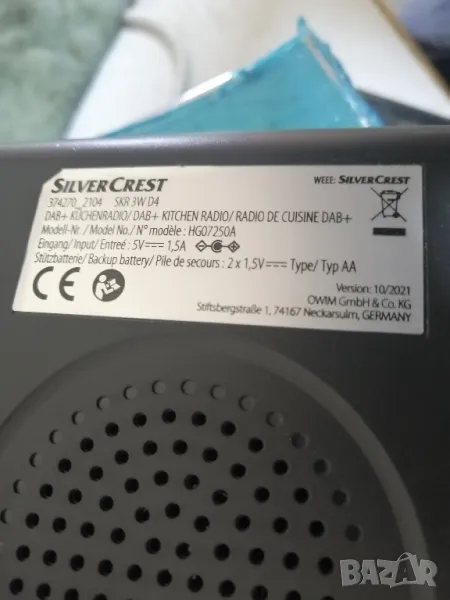 SILVERCREST
WEEE: SILVERCREST
374270_2104 SKR 3W D4
DAB+ KÜCHENRADIO/ DAB+ KITCHEN RADIO/ RADIO DE CUISINE DAB+
Modell-Nr. / Model No./ N° modèle : HG07250A
Eingang/ Input/ Entreé : 5V⎓ 1,5A
Stützbatterie/ Backup battery/ Pile de secours : 2 x 1,5V⎓ Type/ Typ AA
CE
Version: 10/2021
OWIM GmbH & Co. KG
Stiftsbergstraße 1, 74167 Neckarsulm, GERMANY
BAZAR